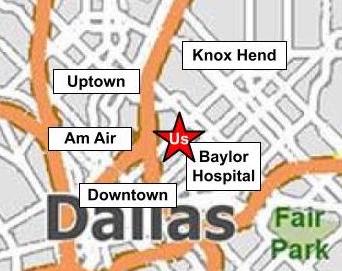 Knox Hend
Uptown
Am Air
Us
Baylor
Hospital
Downtown
Dallas
Fair
Park